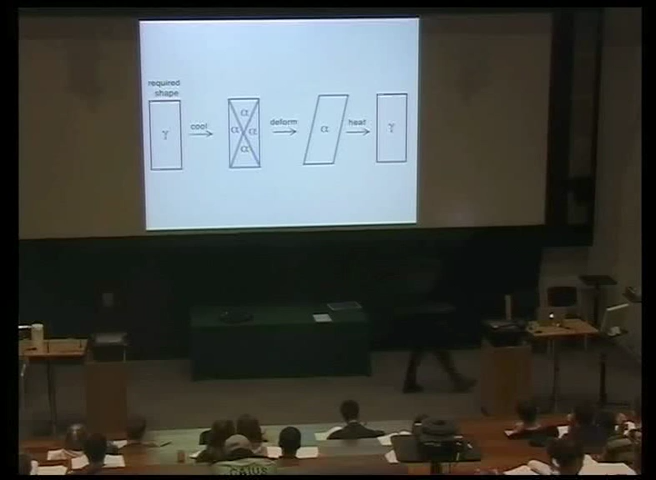 required
shape
γ
cool
α
α α
α
deform
α
heat
γ
CAIUS